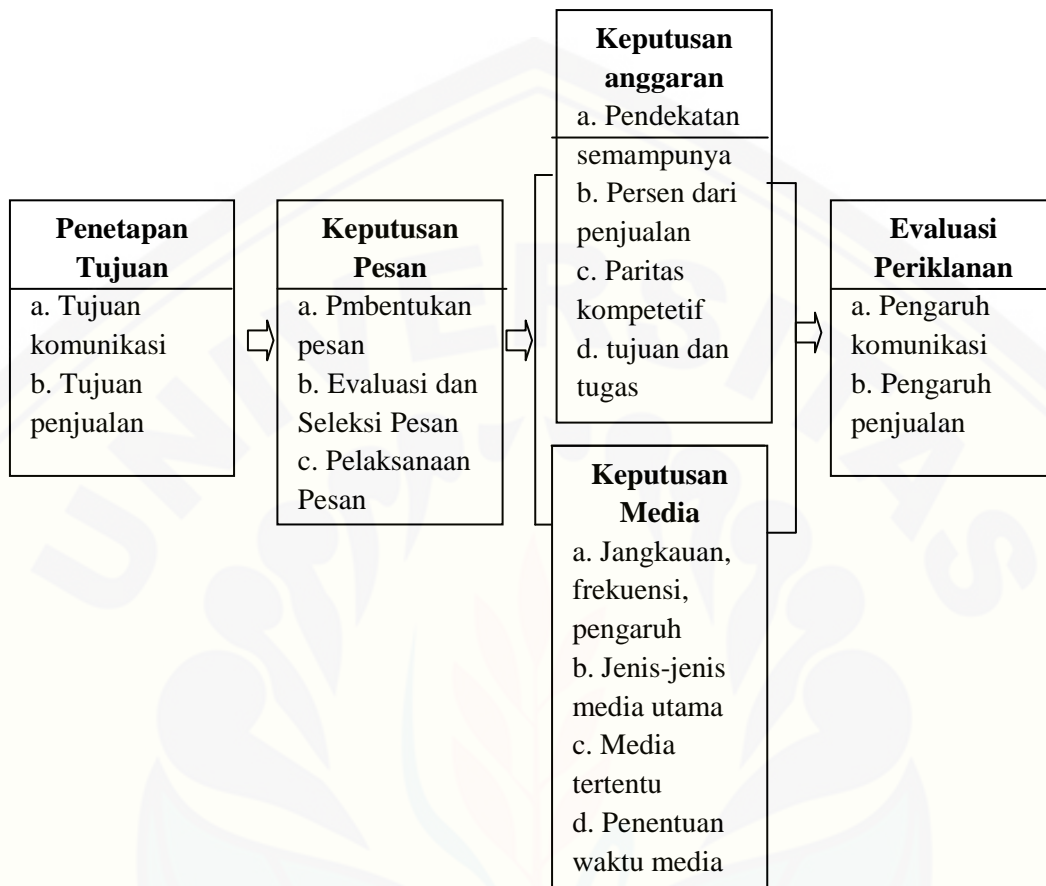 Penetapan
Tujuan
a. Tujuan
komunikasi
b. Tujuan
penjualan
Keputusan
Pesan
a. Pmbentukan
pesan
b. Evaluasi dan
Seleksi Pesan
c. Pelaksanaan
Pesan
Keputusan
anggaran
a. Pendekatan
semampunya
b. Persen dari
penjualan
c. Paritas
kompetetif
d. tujuan dan
tugas
Keputusan
Media
a. Jangkauan,
frekuensi,
pengaruh
b. Jenis-jenis
media utama
c. Media
tertentu
d. Penentuan
waktu media
Evaluasi
Periklanan
a. Pengaruh
komunikasi
b. Pengaruh
penjualan
UNIVERSITAS